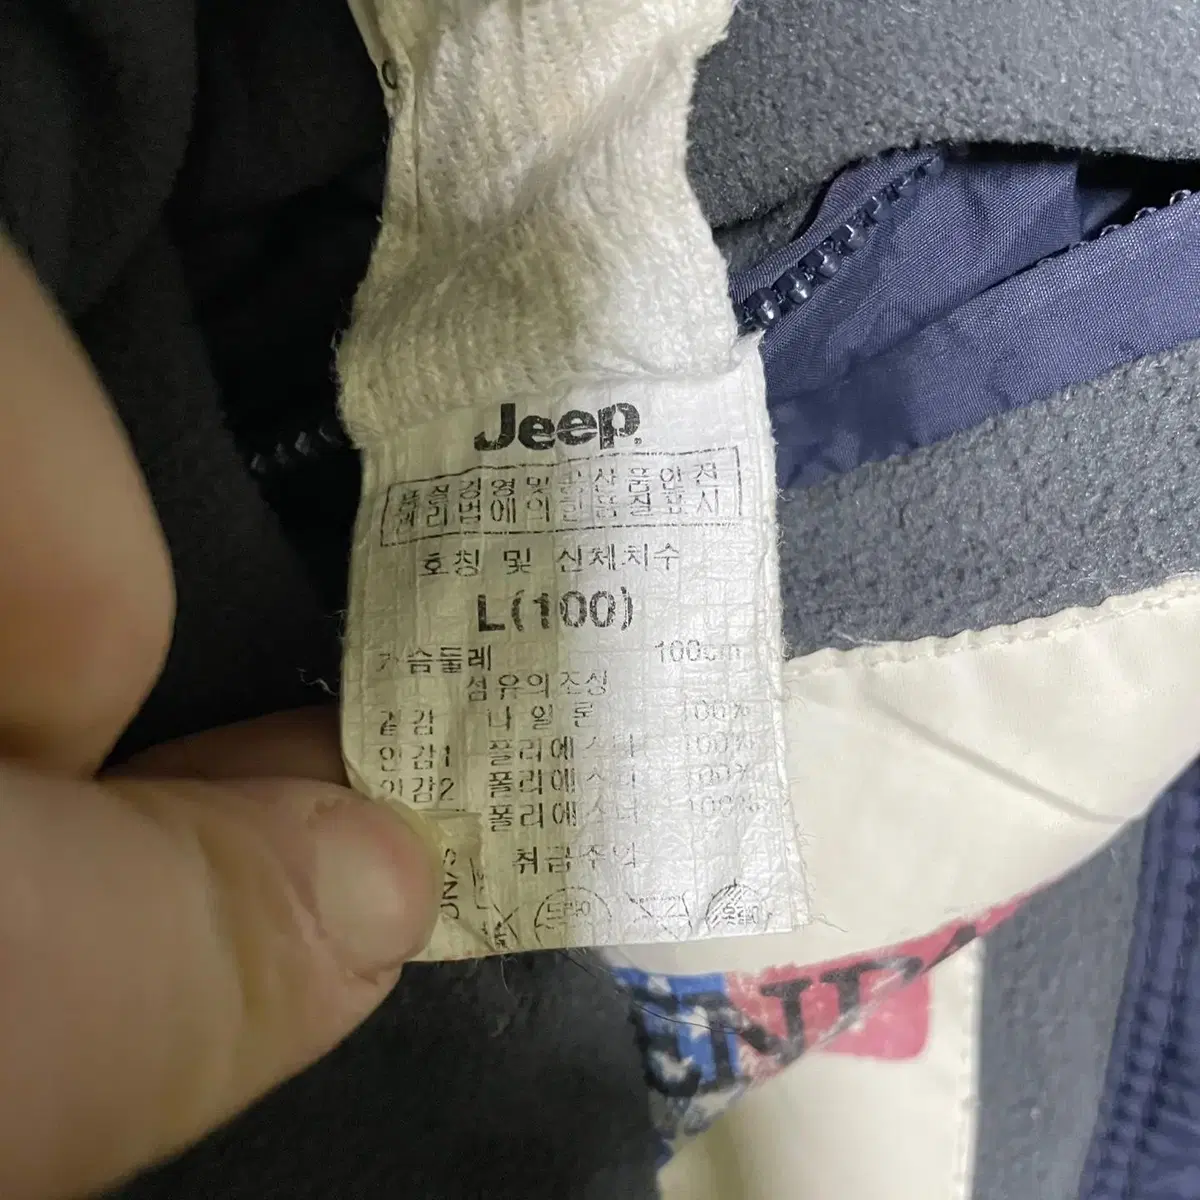 Jeep
품질경영및공산품안전
관리법에의한품질표시
호칭 및 신체치수
L(100)
가슴둘레 100cm
섬유의조성
겉감 나일론 100%
안감1 폴리에스터 100%
안감2 폴리에스터 100%
폴리에스터 100%
취급주의
드라이